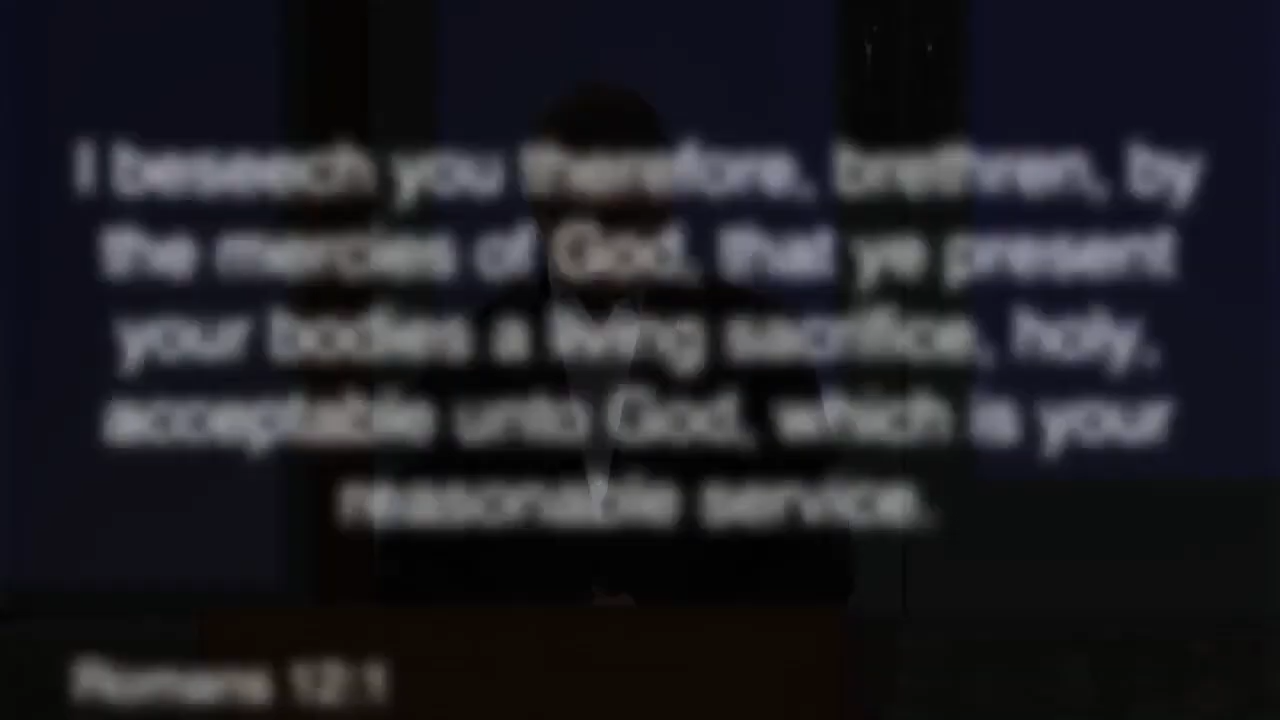 I beseech you therefore, brethren, by
the mercies of God, that ye present
your bodies a living sacrifice, holy,
acceptable unto God, which is your
reasonable service.
Romans 12:1